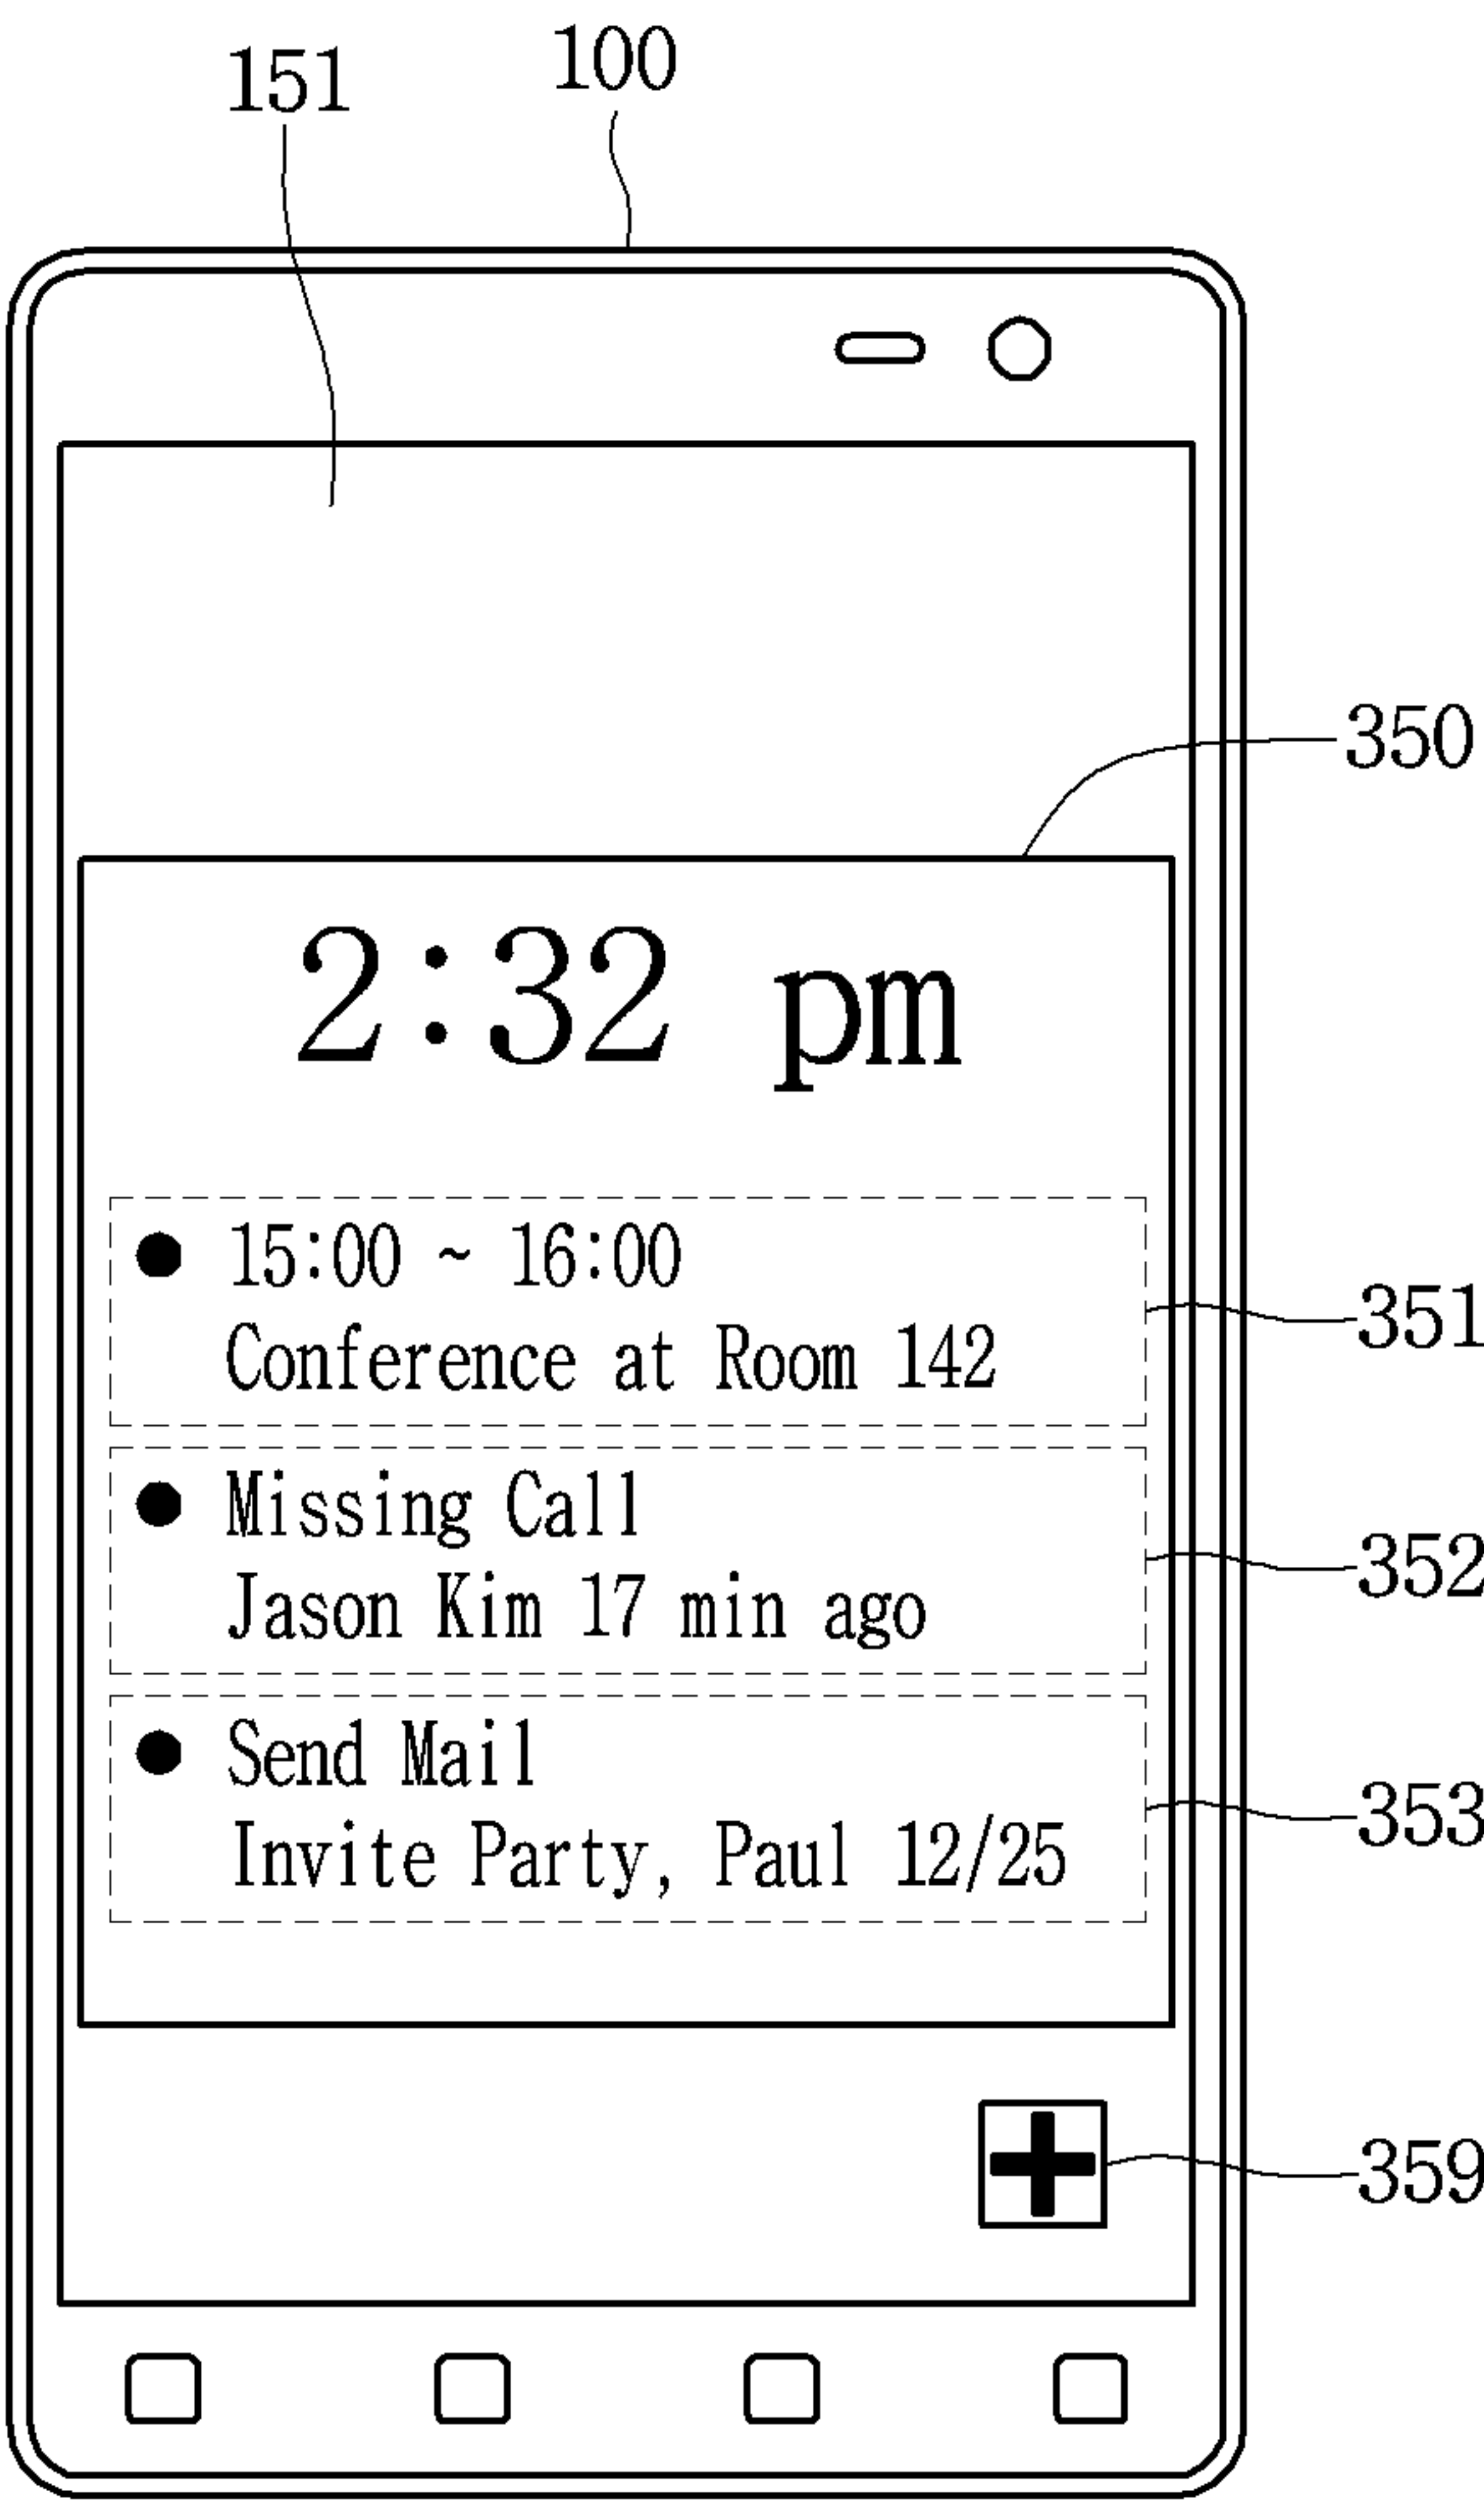 100
151
350
2:32 pm
15:00 ~ 16:00
351
Conference at Room 142
Missing Call
352
Jason Kim 17 min ago
Send Mail
353
Invite Party, Paul 12/25
359